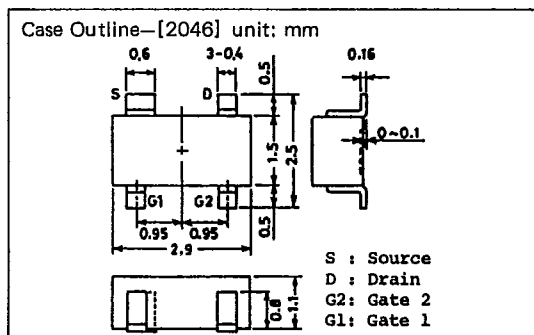 Case Outline—[2046] unit: mm
0.6
3-0.4
0.16
S
D
0.5
1.5
2.5
0~0.1
G1
G2
0.5
0.95
0.95
2.9
S : Source
D : Drain
G2: Gate 2
G1: Gate 1
0.8
1.1